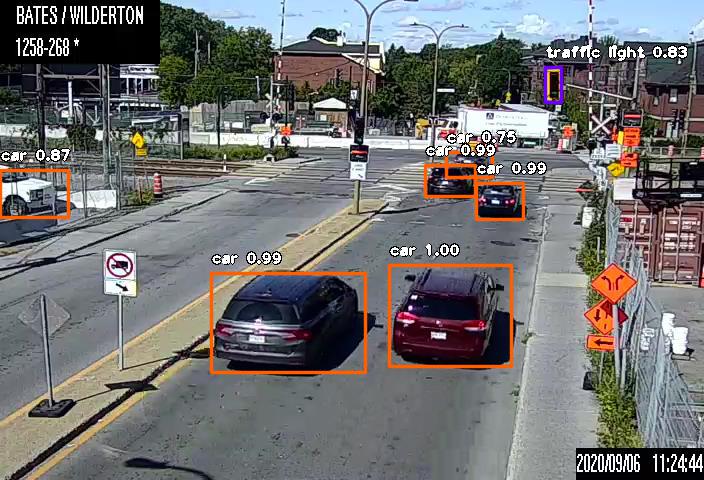 BATES / WILDERTON
1258-268 *
traffic light 0.83
car 0.75
car 0.99
car 0.99
car 0.87
car 0.99
car 1.00
2020/09/06 11:24:44